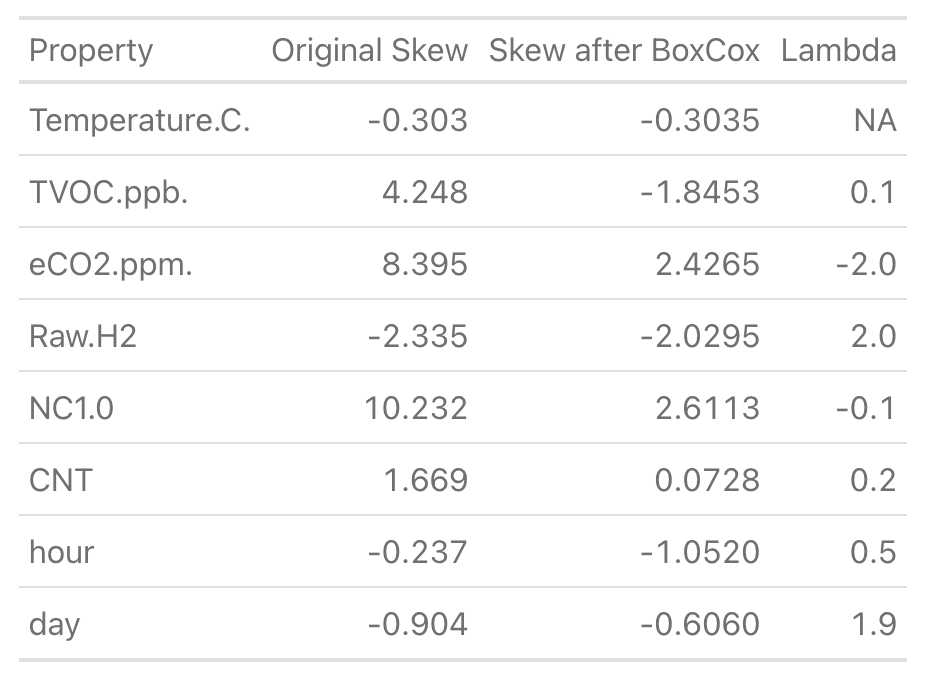 Property Original Skew Skew after BoxCox Lambda
Temperature.C. -0.303 -0.3035 NA
TVOC.ppb. 4.248 -1.8453 0.1
eCO2.ppm. 8.395 2.4265 -2.0
Raw.H2 -2.335 -2.0295 2.0
NC1.0 10.232 2.6113 -0.1
CNT 1.669 0.0728 0.2
hour -0.237 -1.0520 0.5
day -0.904 -0.6060 1.9